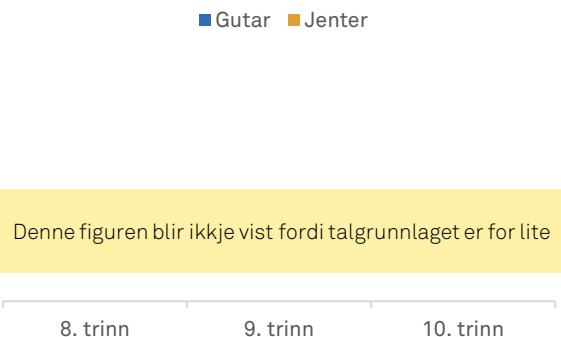 Gutar Jenter
Denne figuren blir ikkje vist fordi talgrunnlaget er for lite
8. trinn 9. trinn 10. trinn